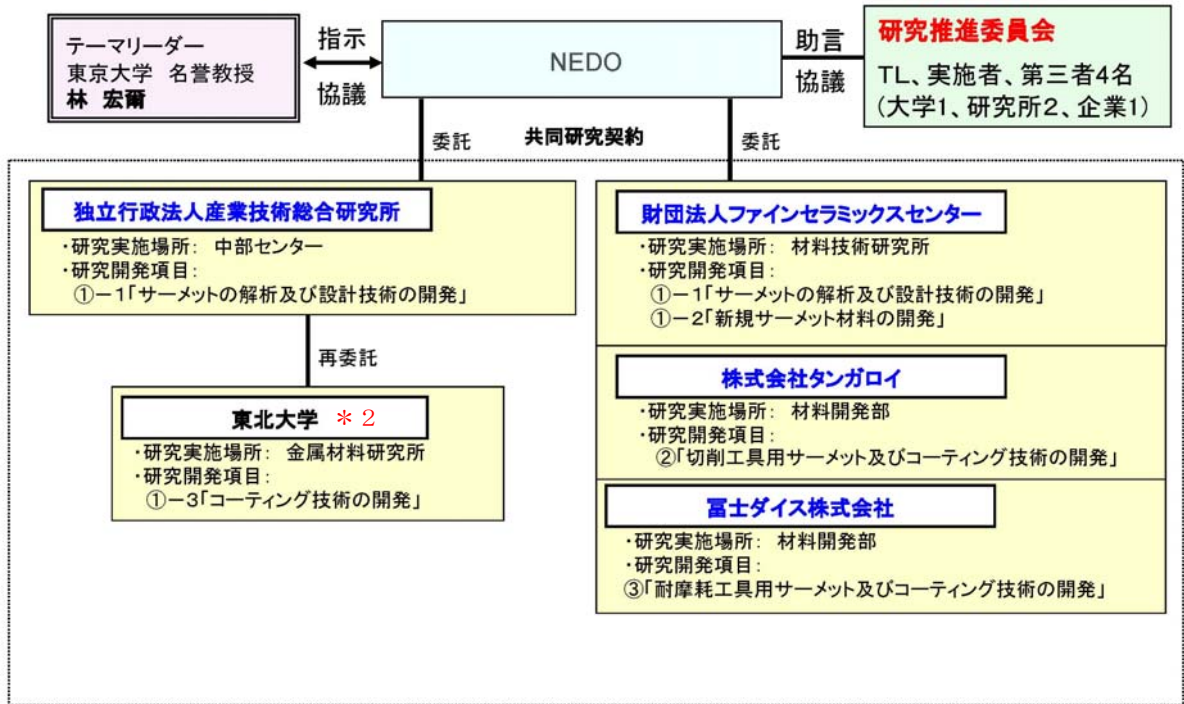 テーマリーダー
東京大学 名誉教授
林 宏爾
指示
協議
NEDO
助言
協議
研究推進委員会
TL、実施者、第三者4名
(大学1、研究所2、企業1)
委託
共同研究契約
委託
独立行政法人産業技術総合研究所
・研究実施場所: 中部センター
・研究開発項目:
①-1「サーメットの解析及び設計技術の開発」
再委託
東北大学 *2
・研究実施場所: 金属材料研究所
・研究開発項目:
①-3「コーティング技術の開発」
財団法人ファインセラミックスセンター
・研究実施場所: 材料技術研究所
・研究開発項目:
①-1「サーメットの解析及び設計技術の開発」
①-2「新規サーメット材料の開発」
株式会社タンガロイ
・研究実施場所: 材料開発部
・研究開発項目:
②「切削工具用サーメット及びコーティング技術の開発」
冨士ダイス株式会社
・研究実施場所: 材料開発部
・研究開発項目:
③「耐摩耗工具用サーメット及びコーティング技術の開発」